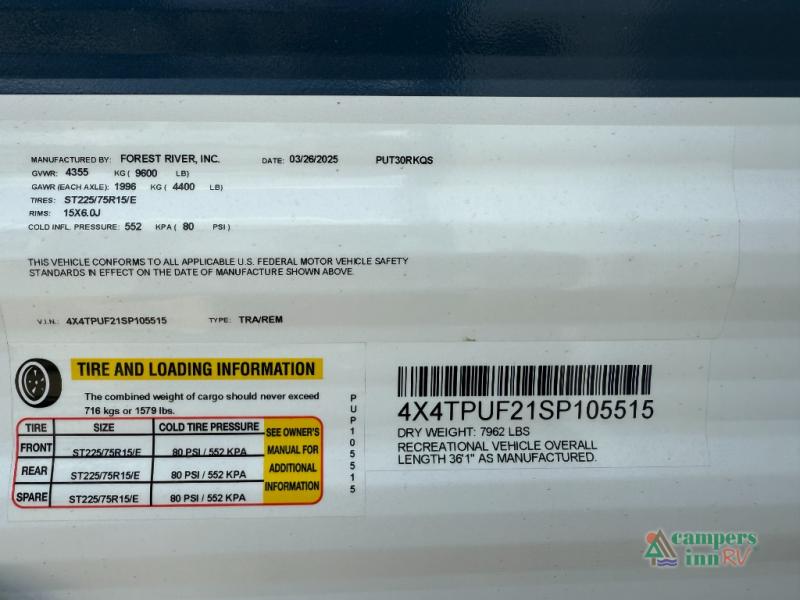 MANUFACTURED BY: FOREST RIVER, INC. DATE: 03/26/2025 PUT30RKQS
GVWR: 4355 KG ( 9600 LB)
GAWR (EACH AXLE): 1996 KG ( 4400 LB)
TIRES: ST225/75R15/E
RIMS: 15X6.0J
COLD INFL. PRESSURE: 552 KPA ( 80 PSI )
THIS VEHICLE CONFORMS TO ALL APPLICABLE U.S. FEDERAL MOTOR VEHICLE SAFETY
STANDARDS IN EFFECT ON THE DATE OF MANUFACTURE SHOWN ABOVE.
V.I.N.: 4X4TPUF21SP105515 TYPE: TRA/REM
TIRE AND LOADING INFORMATION
The combined weight of cargo should never exceed
716 kgs or 1579 lbs.
TIRE SIZE COLD TIRE PRESSURE
FRONT ST225/75R15/E 80 PSI / 552 KPA
REAR ST225/75R15/E 80 PSI / 552 KPA
SPARE ST225/75R15/E 80 PSI / 552 KPA
SEE OWNER'S
MANUAL FOR
ADDITIONAL
INFORMATION
PUP105515
4X4TPUF21SP105515
DRY WEIGHT: 7962 LBS
RECREATIONAL VEHICLE OVERALL
LENGTH 36'1" AS MANUFACTURED.
campers
inn RV